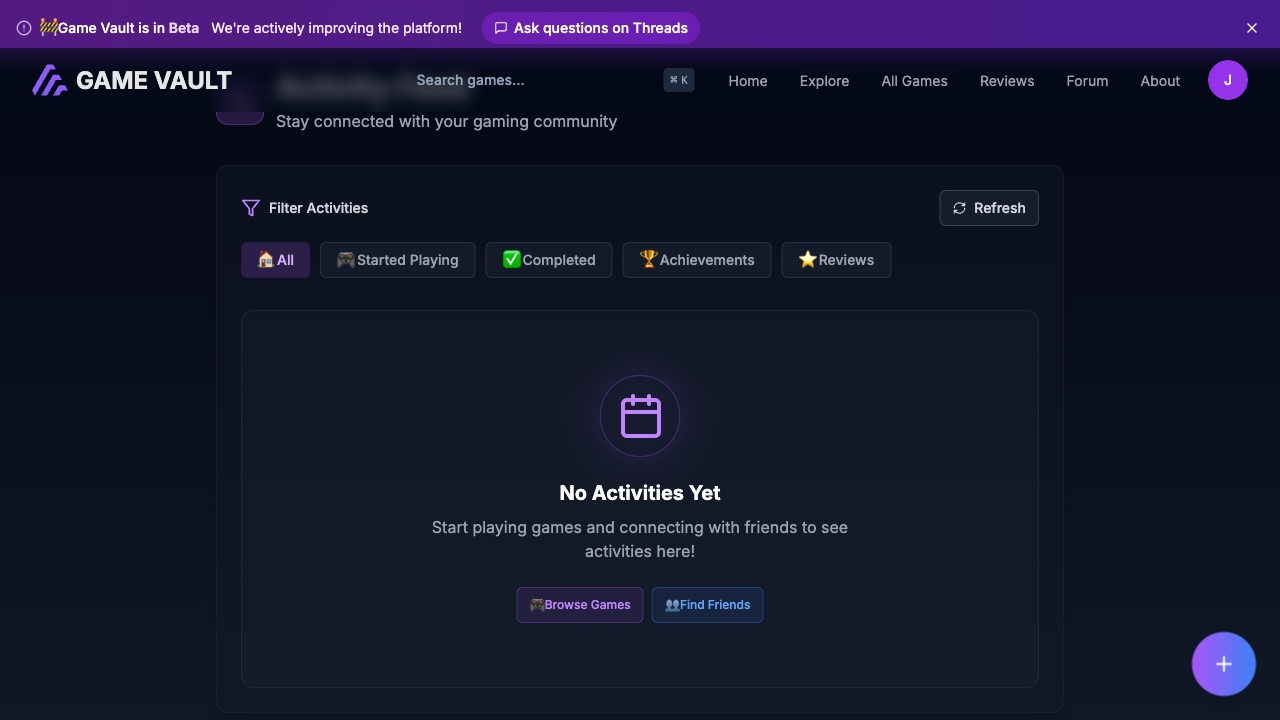 Game Vault is in Beta We're actively improving the platform! Ask questions on Threads
GAME VAULT Search games... ⌘ K Home Explore All Games Reviews Forum About J
Stay connected with your gaming community
Filter Activities Refresh
All Started Playing Completed Achievements Reviews
No Activities Yet
Start playing games and connecting with friends to see
activities here!
Browse Games Find Friends